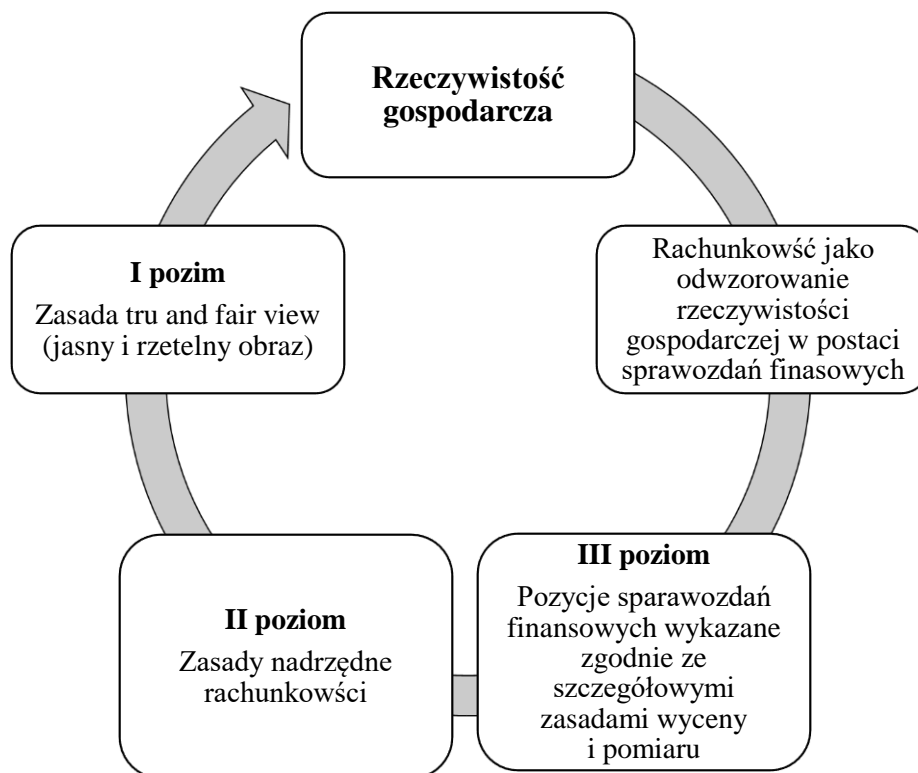 Rzeczywistość
gospodarcza
Rachunkowść jako
odwzorowanie
rzeczywistości
gospodarczej w postaci
sprawozdań finasowych
III poziom
Pozycje sparawozdań
finansowych wykazane
zgodnie ze
szczegółowymi
zasadami wyceny
i pomiaru
II poziom
Zasady nadrzędne
rachunkowści
I pozim
Zasada tru and fair view
(jasny i rzetelny obraz)